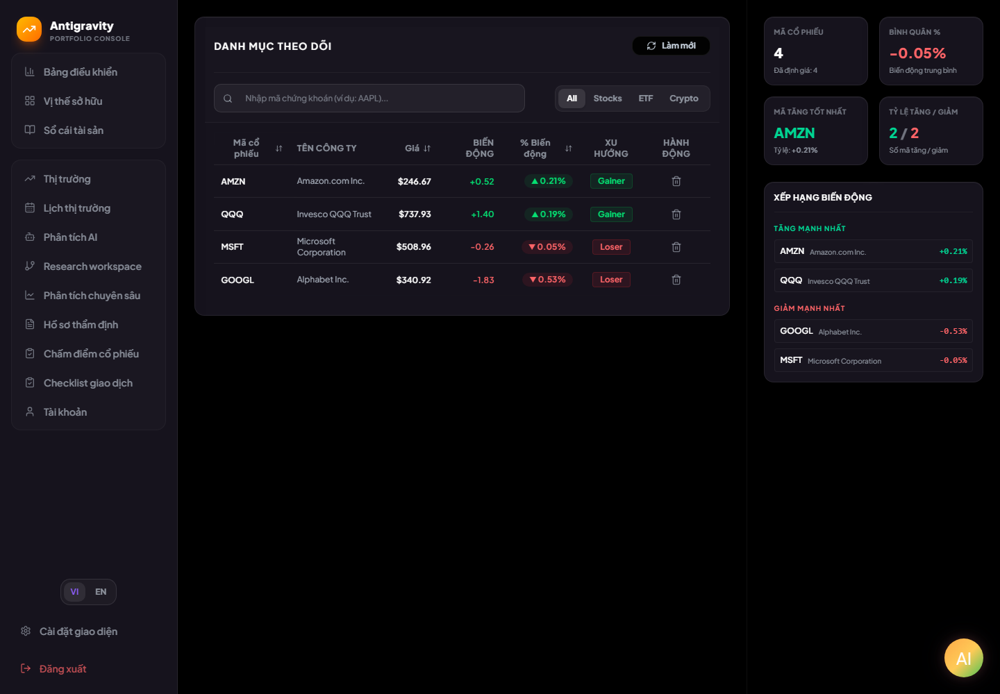 Antigravity
PORTFOLIO CONSOLE
Bảng điều khiển
Vị thế sở hữu
Sổ cái tài sản
Thị trường
Lịch thị trường
Phân tích AI
Research workspace
Phân tích chuyên sâu
Hồ sơ thẩm định
Chấm điểm cổ phiếu
Checklist giao dịch
Tài khoản
VI EN
Cài đặt giao diện
Đăng xuất
DANH MỤC THEO DÕI
Làm mới
Nhập mã chứng khoán (ví dụ: AAPL)...
All Stocks ETF Crypto
Mã cổ phiếu TÊN CÔNG TY Giá BIẾN ĐỘNG % Biến động XU HƯỚNG HÀNH ĐỘNG
AMZN Amazon.com Inc. $246.67 +0.52 ▲ 0.21% Gainer
QQQ Invesco QQQ Trust $737.93 +1.40 ▲ 0.19% Gainer
MSFT Microsoft Corporation $508.96 -0.26 ▼ 0.05% Loser
GOOGL Alphabet Inc. $340.92 -1.83 ▼ 0.53% Loser
MÃ CỔ PHIẾU
4
Đã định giá: 4
BÌNH QUÂN %
-0.05%
Biến động trung bình
MÃ TĂNG TỐT NHẤT
AMZN
Tỷ lệ: +0.21%
TỶ LỆ TĂNG / GIẢM
2 / 2
Số mã tăng / giảm
XẾP HẠNG BIẾN ĐỘNG
TĂNG MẠNH NHẤT
AMZN Amazon.com Inc. +0.21%
QQQ Invesco QQQ Trust +0.19%
GIẢM MẠNH NHẤT
GOOGL Alphabet Inc. -0.53%
MSFT Microsoft Corporation -0.05%
AI